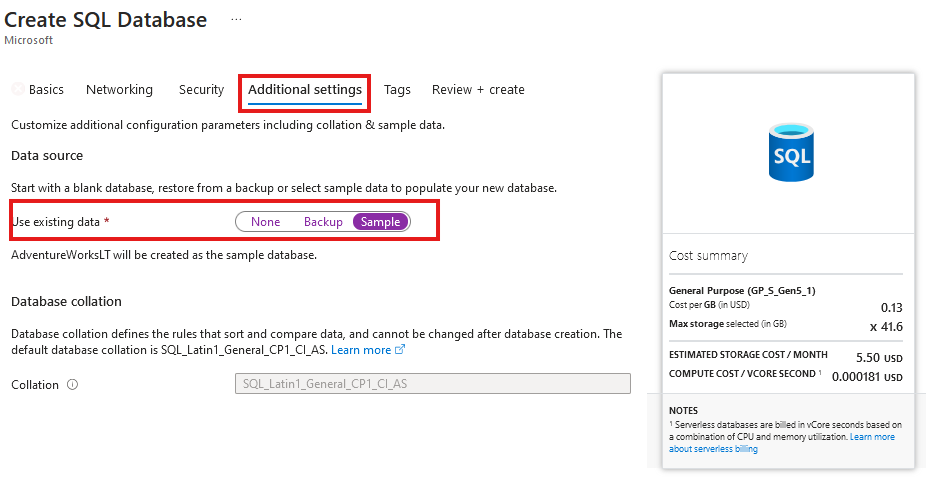 Create SQL Database ...
Microsoft
Basics Networking Security Additional settings Tags Review + create
Customize additional configuration parameters including collation & sample data.
Data source
Start with a blank database, restore from a backup or select sample data to populate your new database.
Use existing data * None Backup Sample
AdventureWorksLT will be created as the sample database.
Database collation
Database collation defines the rules that sort and compare data, and cannot be changed after database creation. The
default database collation is SQL_Latin1_General_CP1_CI_AS. Learn more
Collation SQL_Latin1_General_CP1_CI_AS
SQL
Cost summary
General Purpose (GP_S_Gen5_1)
Cost per GB (in USD) 0.13
Max storage selected (in GB) x 41.6
ESTIMATED STORAGE COST / MONTH 5.50 USD
COMPUTE COST / VCORE SECOND 1 0.000181 USD
NOTES
1 Serverless databases are billed in vCore seconds based on
a combination of CPU and memory utilization. Learn more
about serverless billing